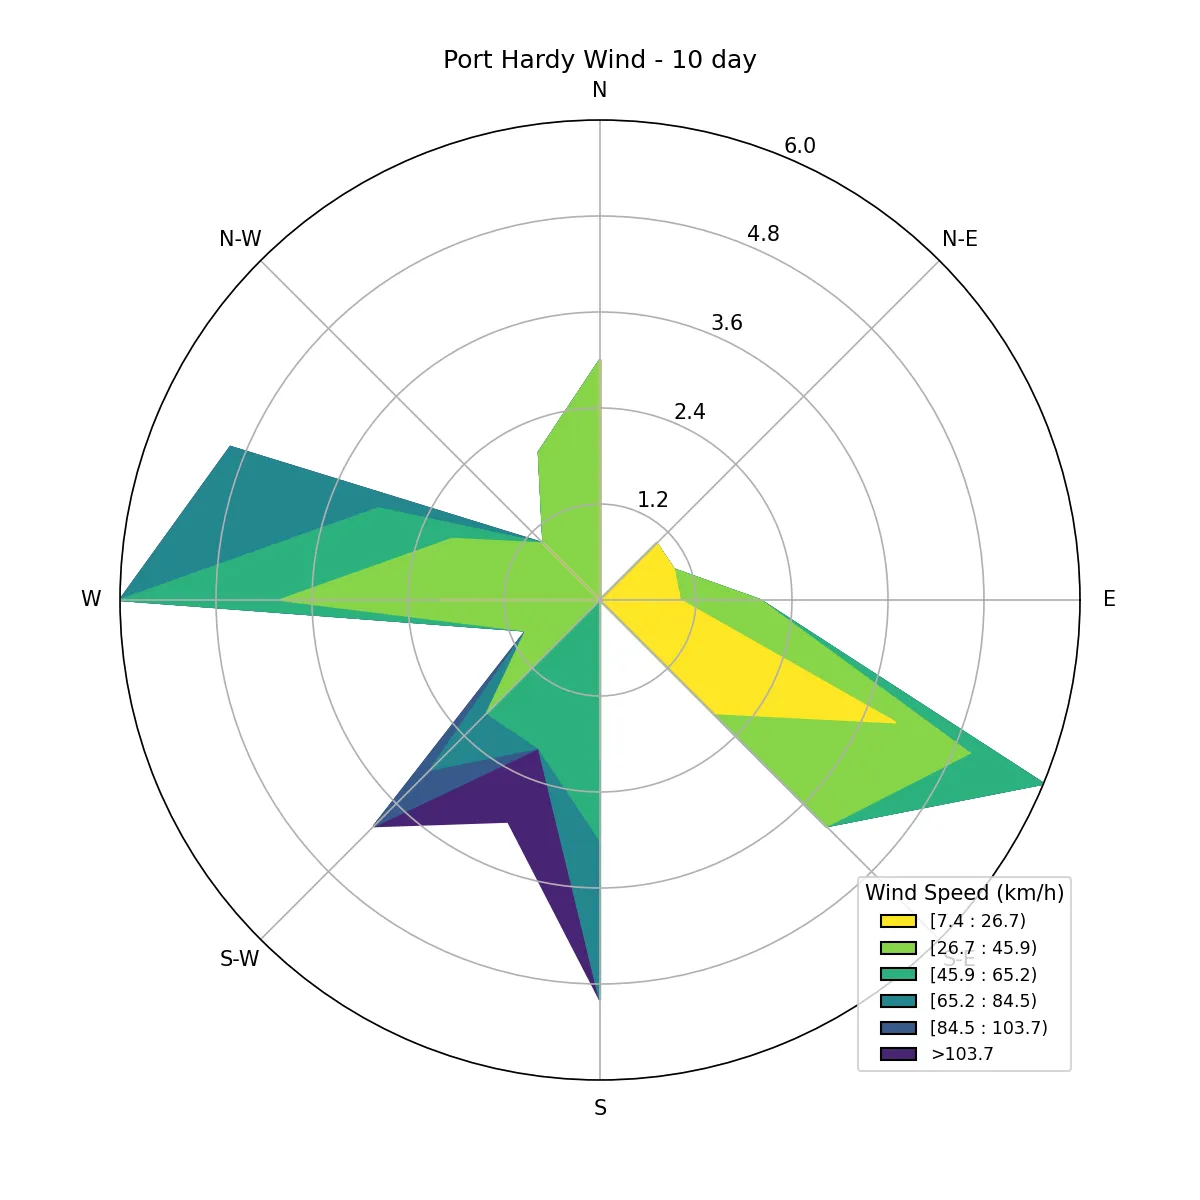 Port Hardy Wind - 10 day
N
6.0
N-W
N-E
4.8
3.6
2.4
1.2
W
E
S-W
S-E
S
Wind Speed (km/h)
[7.4 : 26.7)
[26.7 : 45.9)
[45.9 : 65.2)
[65.2 : 84.5)
[84.5 : 103.7)
>103.7